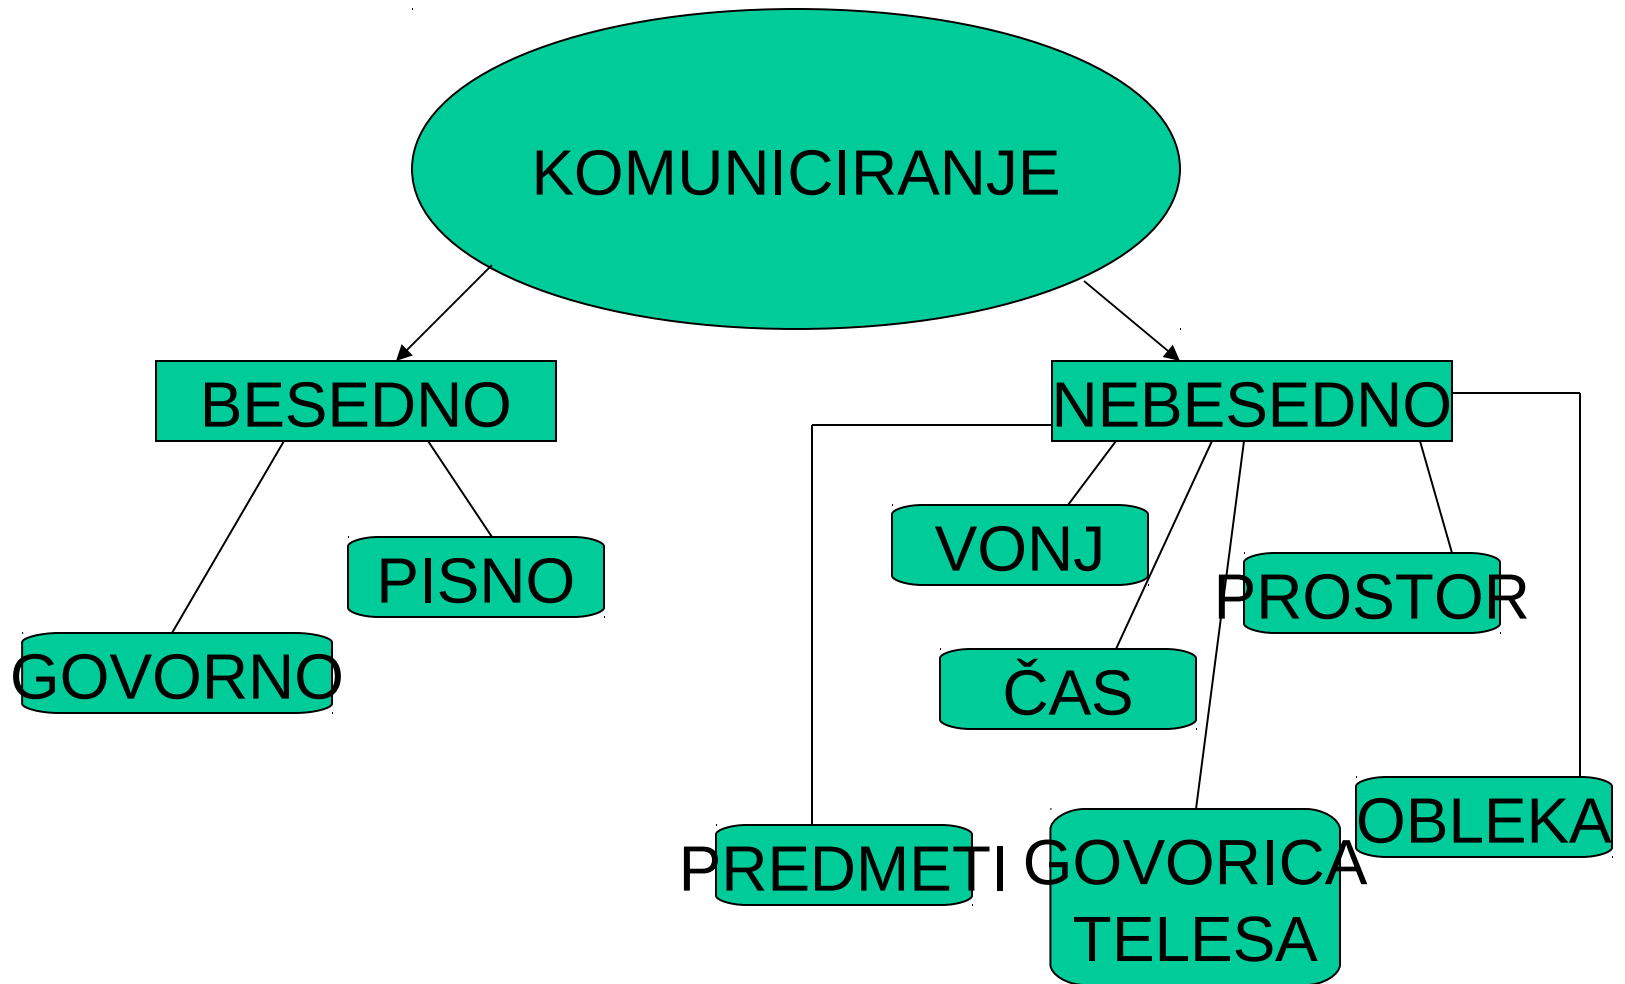 KOMUNICIRANJE
BESEDNO
NEBESEDNO
VONJ
PISNO
PROSTOR
GOVORNO
ČAS
OBLEKA
PREDMETI
GOVORICA
TELESA